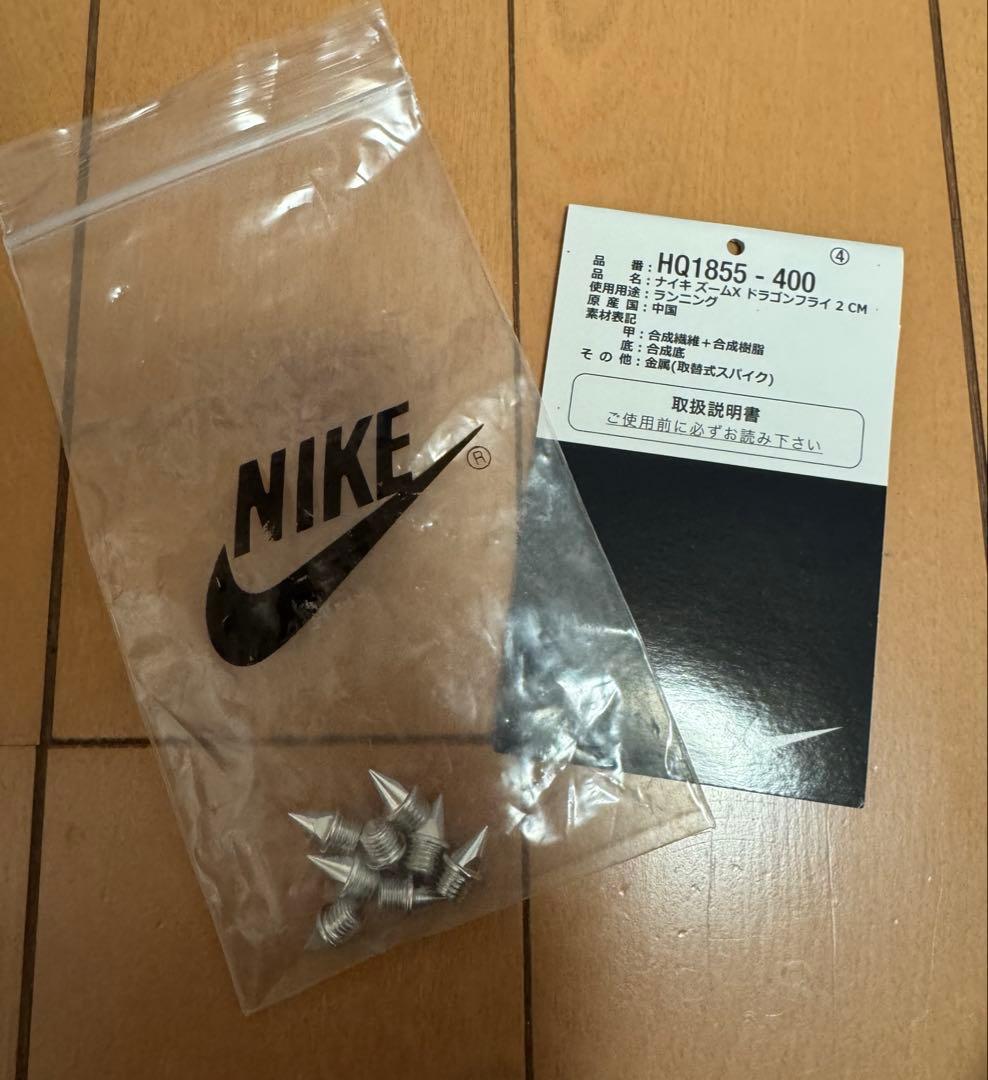 NIKE
®
④
品番：HQ1855 - 400
品名：ナイキ ズームX ドラゴンフライ 2 CM
使用用途：ランニング
原産国：中国
素材表記
甲：合成繊維＋合成樹脂
底：合成底
その他：金属(取替式スパイク)
取扱説明書
ご使用前に必ずお読み下さい